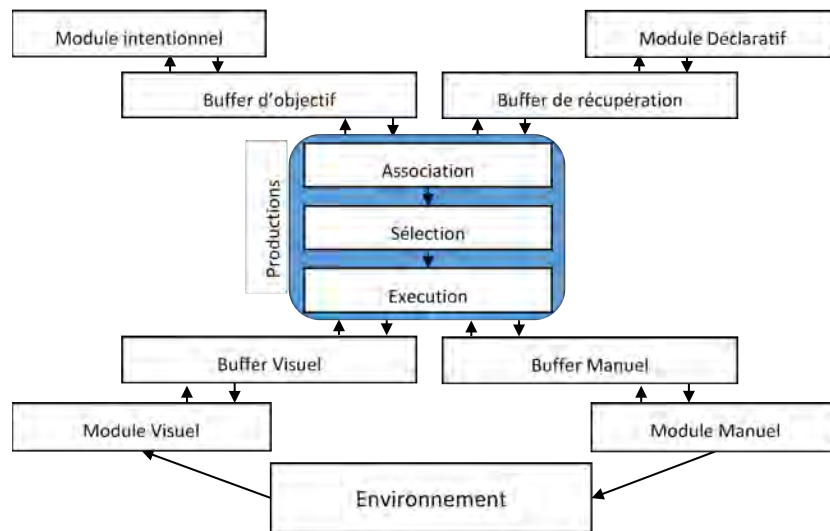 Module intentionnel
Module Déclaratif
Buffer d'objectif
Buffer de récupération
Productions
Association
Sélection
Execution
Buffer Visuel
Buffer Manuel
Module Visuel
Module Manuel
Environnement